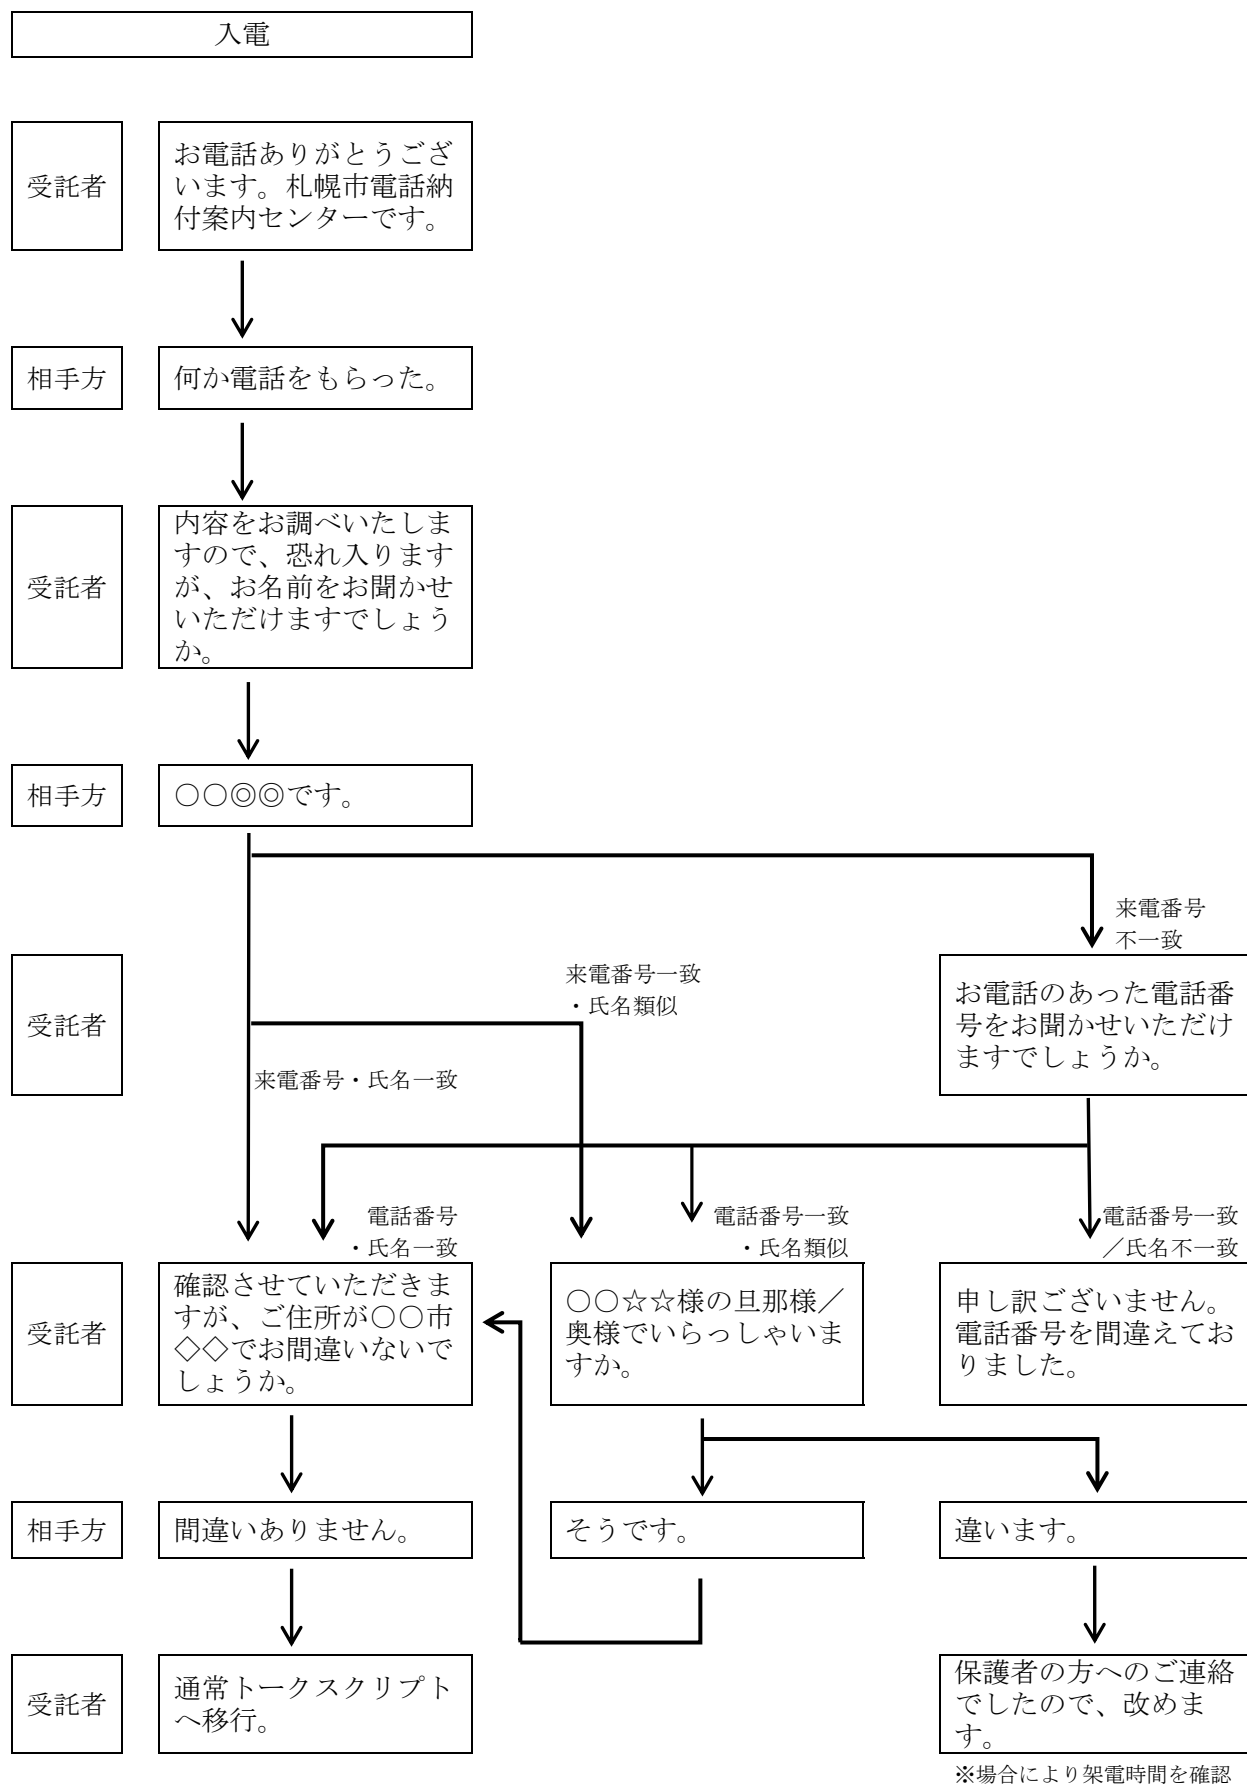 入電
受託者
お電話ありがとうござ
います。札幌市電話納
付案内センターです。
相手方
何か電話をもらった。
受託者
内容をお調べいたしま
すので、恐れ入ります
が、お名前をお聞かせ
いただけますでしょう
か。
相手方
○○◎◎です。
来電番号
不一致
受託者
来電番号一致
・氏名類似
お電話のあった電話番
号をお聞かせいただけ
ますでしょうか。
来電番号・氏名一致
電話番号
・氏名一致
電話番号一致
・氏名類似
電話番号一致
／氏名不一致
受託者
確認させていただきま
すが、ご住所が○○市
◇◇でお間違いないで
しょうか。
○○☆☆様の旦那様／
奥様でいらっしゃいま
すか。
申し訳ございません。
電話番号を間違えてお
りました。
相手方
間違いありません。
そうです。
違います。
受託者
通常トークスクリプト
へ移行。
保護者の方へのご連絡
でしたので、改めま
す。
※場合により架電時間を確認